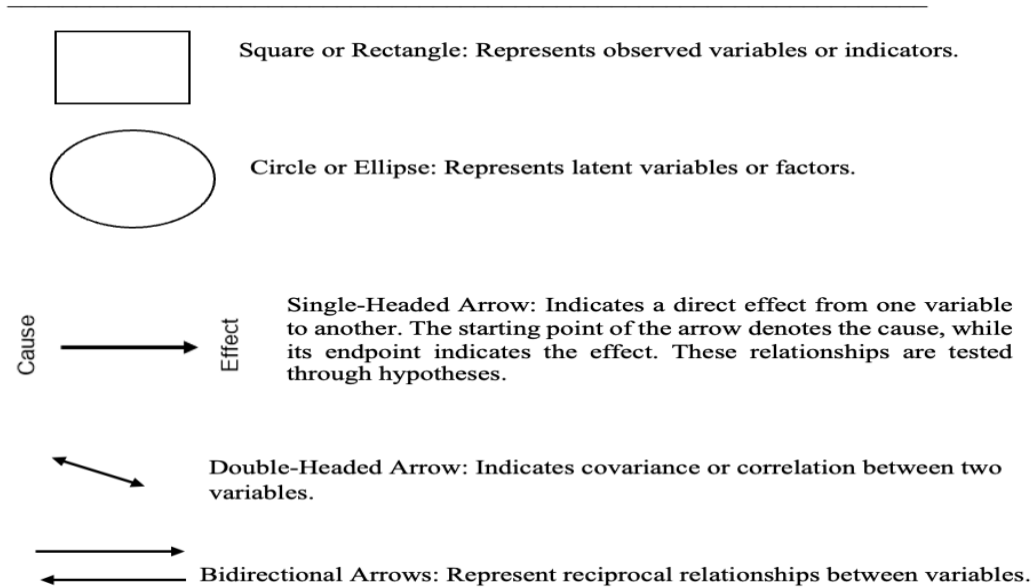 Square or Rectangle: Represents observed variables or indicators.
Circle or Ellipse: Represents latent variables or factors.
Cause
Effect
Single-Headed Arrow: Indicates a direct effect from one variable
to another. The starting point of the arrow denotes the cause, while
its endpoint indicates the effect. These relationships are tested
through hypotheses.
Double-Headed Arrow: Indicates covariance or correlation between two
variables.
Bidirectional Arrows: Represent reciprocal relationships between variables.